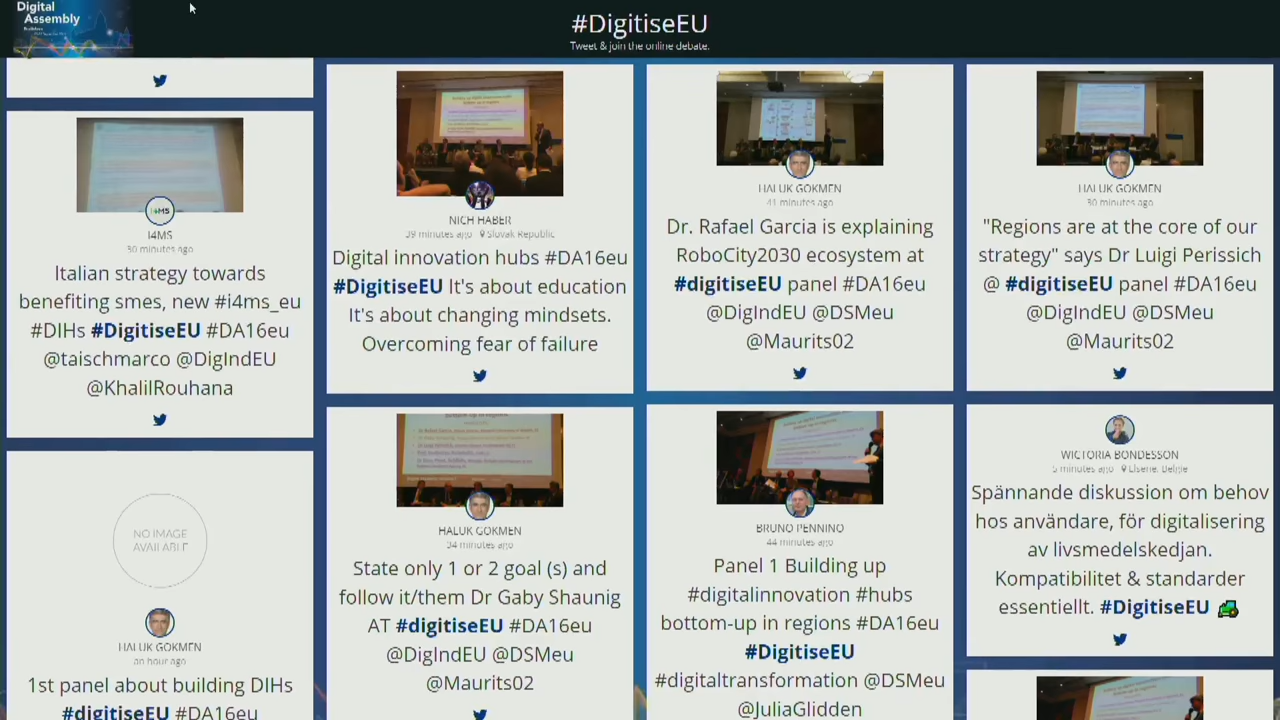 Digital
Assembly
#DigitiseEU
Tweet & join the online debate.
I4MS
I4MS
30 minutes ago
Italian strategy towards
benefiting smes, new #i4ms_eu
#DIHs #DigitiseEU #DA16eu
@taischmarco @DigIndEU
@KhalilRouhana
NO IMAGE
AVAILABLE
HALUK GOKMEN
an hour ago
1st panel about building DIHs
#digitiseEU #DA16eu
NICH HABER
39 minutes ago Slovak Republic
Digital innovation hubs #DA16eu
#DigitiseEU It's about education
It's about changing mindsets.
Overcoming fear of failure
HALUK GOKMEN
34 minutes ago
State only 1 or 2 goal (s) and
follow it/them Dr Gaby Shaunig
AT #digitiseEU #DA16eu
@DigIndEU @DSMeu
@Maurits02
HALUK GOKMEN
41 minutes ago
Dr. Rafael Garcia is explaining
RoboCity2030 ecosystem at
#digitiseEU panel #DA16eu
@DigIndEU @DSMeu
@Maurits02
BRUNO PENNINO
44 minutes ago
Panel 1 Building up
#digitalinnovation #hubs
bottom-up in regions #DA16eu
#DigitiseEU
#digitaltransformation @DSMeu
@JuliaGlidden
HALUK GOKMEN
30 minutes ago
"Regions are at the core of our
strategy" says Dr Luigi Perissich
@ #digitiseEU panel #DA16eu
@DigIndEU @DSMeu
@Maurits02
WICTORIA BONDESSON
5 minutes ago Elsene, België
Spännande diskussion om behov
hos användare, för digitalisering
av livsmedelskedjan.
Kompatibilitet & standarder
essentiellt. #DigitiseEU